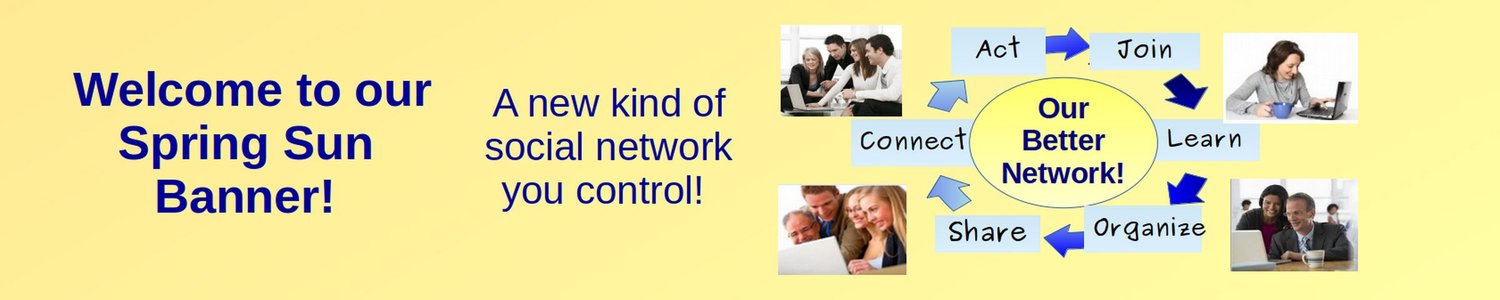 Welcome to our
Spring Sun
Banner!
A new kind of
social network
you control!
Act
Join
Connect
Our
Better
Network!
Learn
Share
Organize